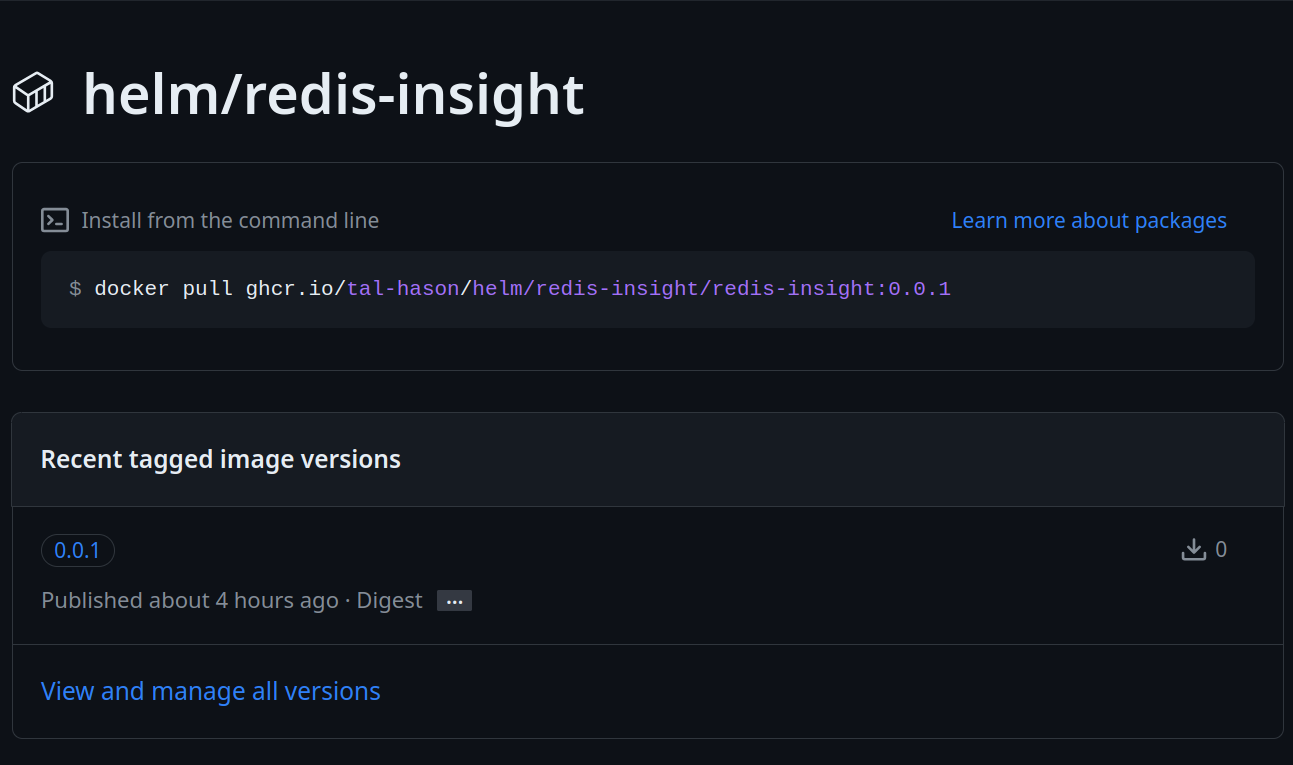 helm/redis-insight
Install from the command line
Learn more about packages
$ docker pull ghcr.io/tal-hason/helm/redis-insight/redis-insight:0.0.1
Recent tagged image versions
0.0.1
0
Published about 4 hours ago · Digest ...
View and manage all versions